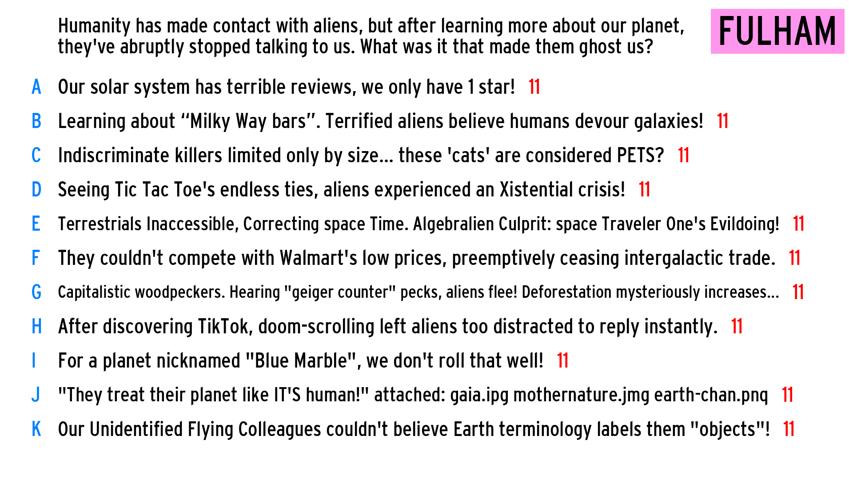 Humanity has made contact with aliens, but after learning more about our planet,
they've abruptly stopped talking to us. What was it that made them ghost us?
FULHAM
A Our solar system has terrible reviews, we only have 1 star! 11
B Learning about “Milky Way bars”. Terrified aliens believe humans devour galaxies! 11
C Indiscriminate killers limited only by size... these 'cats' are considered PETS? 11
D Seeing Tic Tac Toe's endless ties, aliens experienced an Xistential crisis! 11
E Terrestrials Inaccessible, Correcting space Time. Algebralien Culprit: space Traveler One's Evildoing! 11
F They couldn't compete with Walmart's low prices, preemptively ceasing intergalactic trade. 11
G Capitalistic woodpeckers. Hearing "geiger counter" pecks, aliens flee! Deforestation mysteriously increases... 11
H After discovering TikTok, doom-scrolling left aliens too distracted to reply instantly. 11
I For a planet nicknamed "Blue Marble", we don't roll that well! 11
J "They treat their planet like IT'S human!" attached: gaia.ipg mothernature.jmg earth-chan.pnq 11
K Our Unidentified Flying Colleagues couldn't believe Earth terminology labels them "objects"! 11